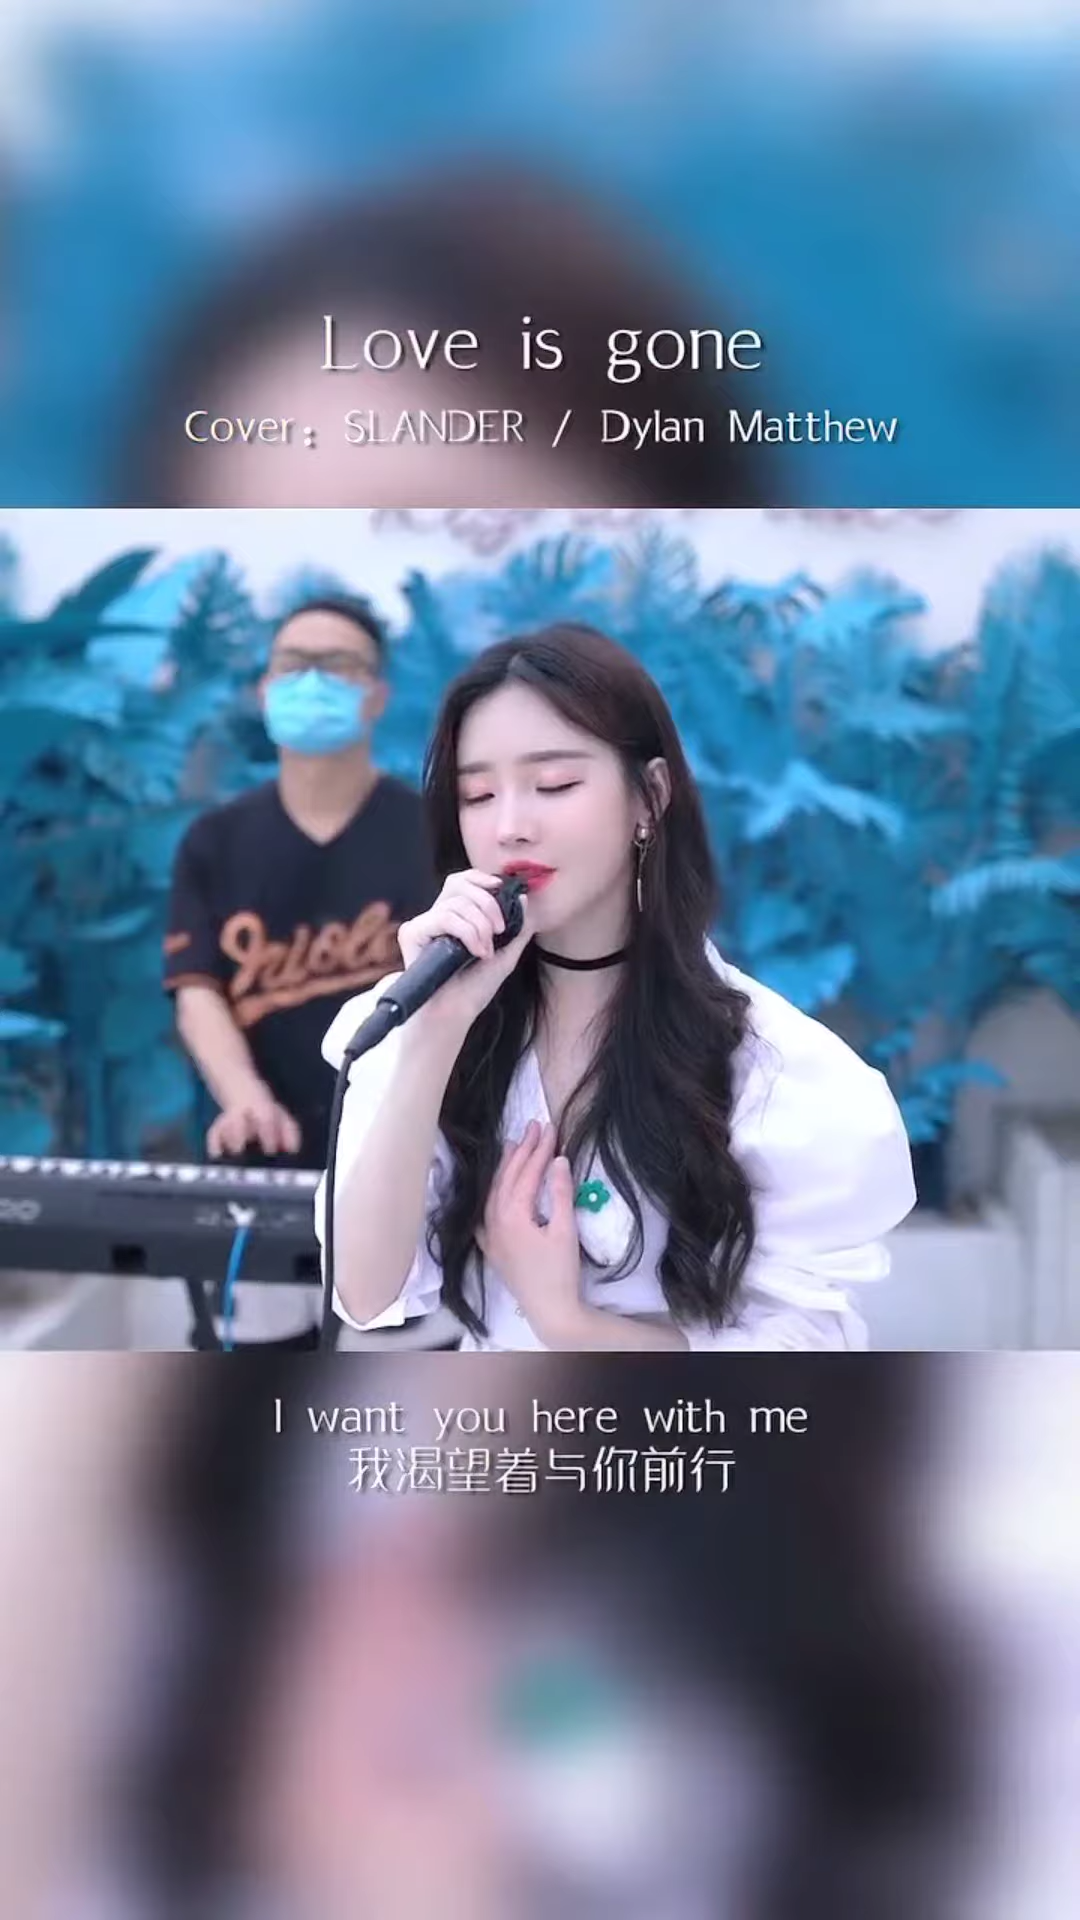 Love is gone
Cover：SLANDER / Dylan Matthew
I want you here with me
我渴望着与你前行